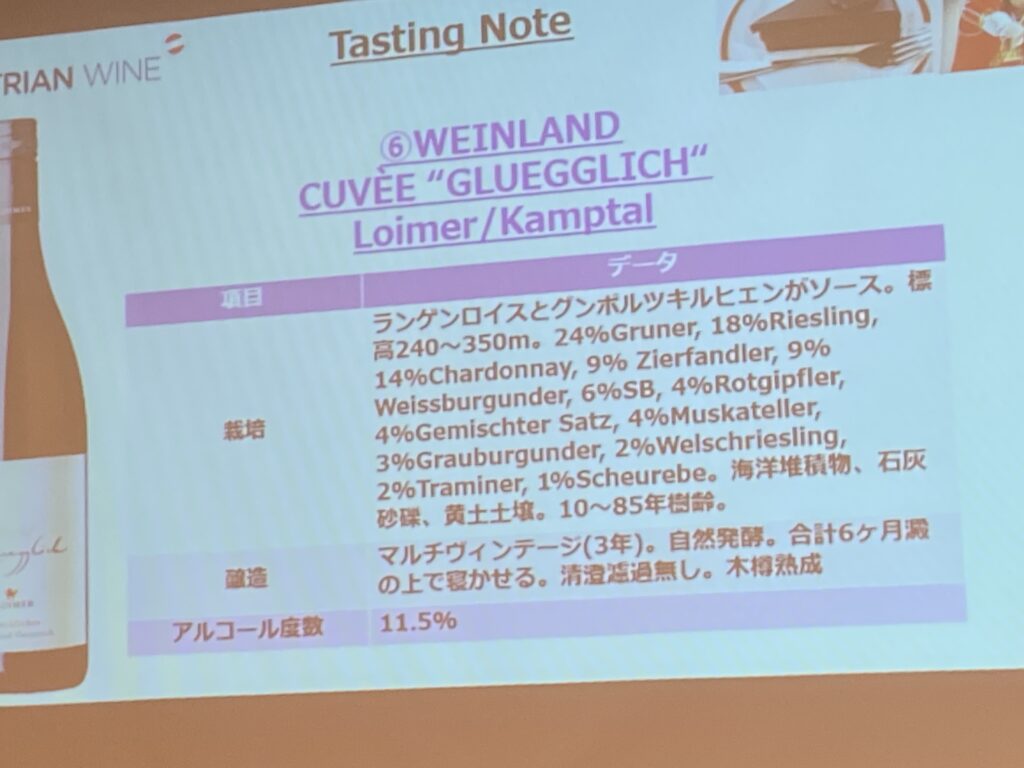 TRIAN WINE
Tasting Note
⑥WEINLAND
CUVÈE “GLUEGGLICH“
Loimer/Kamptal
項目
データ
栽培
ランゲンロイスとグンポルツキルヒエンがソース。標
高240～350m。24%Gruner, 18%Riesling,
14%Chardonnay, 9% Zierfandler, 9%
Weissburgunder, 6%SB, 4%Rotgipfler,
4%Gemischter Satz, 4%Muskateller,
3%Grauburgunder, 2%Welschriesling,
2%Traminer, 1%Scheurebe。海洋堆積物、石灰
砂礫、黄土土壌。10～85年樹齢。
醸造
マルチヴィンテージ(3年)。自然発酵。合計6ヶ月澱
の上で寝かせる。清澄濾過無し。木樽熟成
アルコール度数
11.5%